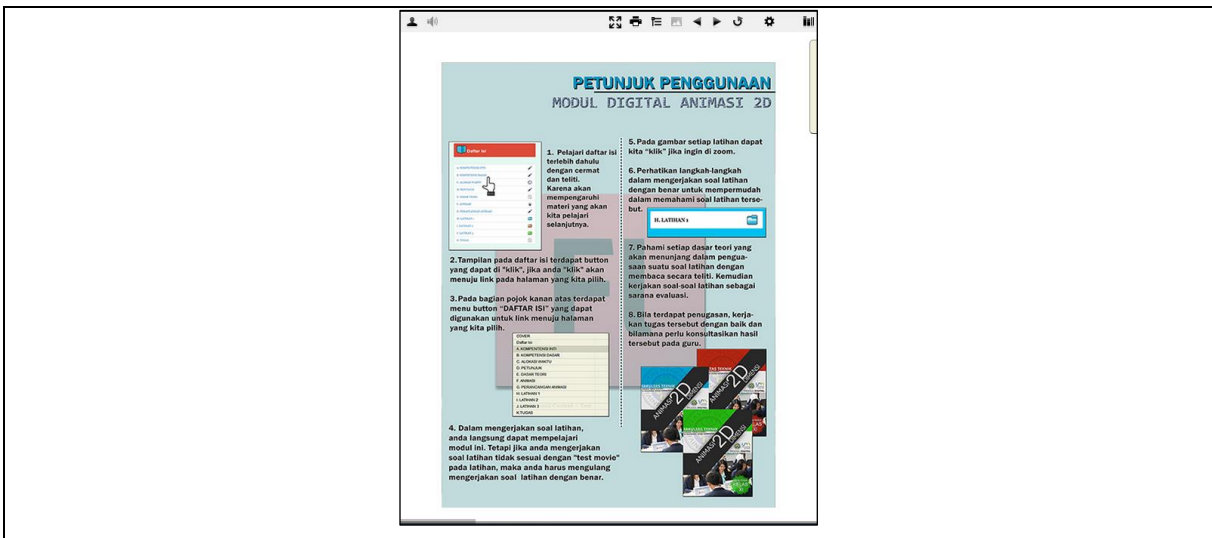 PETUNJUK PENGGUNAAN
MODUL DIGITAL ANIMASI 2D
Daftar Isi
1. Pelajari daftar isi
terlebih dahulu
dengan cermat
dan teliti.
Karena akan
mempengaruhi
materi yang akan
kita pelajari
selanjutnya.
2.Tampilan pada daftar isi terdapat button
yang dapat di "klik", jika anda "klik" akan
menuju link pada halaman yang kita pilih.
3.Pada bagian pojok kanan atas terdapat
menu button "DAFTAR ISI" yang dapat
digunakan untuk link menuju halaman
yang kita pilih.
COVER
Daftar Isi
A. KOMPENTENSI INTI
B. KOMPETENSI DASAR
C. ALOKASI WAKTU
D. PETUNJUK
E. DASAR TEORI
F. ANIMASI
G. PERANCANGAN ANIMASI
H. LATIHAN 1
I. LATIHAN 2
J. LATIHAN 3
K.TUGAS
4. Dalam mengerjakan soal latihan,
anda langsung dapat mempelajari
modul ini. Tetapi jika anda mengerjakan
soal latihan tidak sesuai dengan "test movie"
pada latihan, maka anda harus mengulang
mengerjakan soal latihan dengan benar.
5. Pada gambar setiap latihan dapat
kita "klik" jika ingin di zoom.
6. Perhatikan langkah-langkah
dalam mengerjakan soal latihan
dengan benar untuk mempermudah
dalam memahami soal latihan terse-
but.
H. LATIHAN 1
7. Pahami setiap dasar teori yang
akan menunjang dalam pengua-
saan suatu soal latihan dengan
membaca secara teliti. Kemudian
kerjakan soal-soal latihan sebagai
sarana evaluasi.
8. Bila terdapat penugasan, kerja-
kan tugas tersebut dengan baik dan
bilamana perlu konsultasikan hasil
tersebut pada guru.
ANIMASI 2D
ANIMASI 2D
ANIMASI 2D